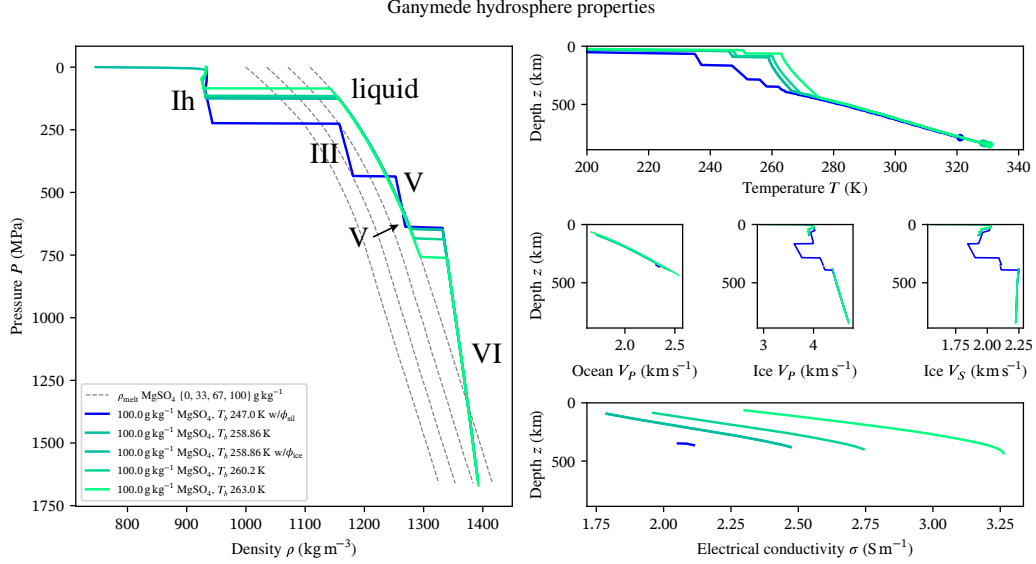 Ganymede hydrosphere properties
0
250
500
750
1000
1250
1500
1750
Pressure P (MPa)
Ih
liquid
III
V
V
VI
ρmelt MgSO₄ {0, 33, 67, 100} g kg⁻¹
100.0 g kg⁻¹ MgSO₄, Tb 247.0 K w/ϕsil
100.0 g kg⁻¹ MgSO₄, Tb 258.86 K
100.0 g kg⁻¹ MgSO₄, Tb 258.86 K w/ϕice
100.0 g kg⁻¹ MgSO₄, Tb 260.2 K
100.0 g kg⁻¹ MgSO₄, Tb 263.0 K
800 900 1000 1100 1200 1300 1400
Density ρ (kg m⁻³)
0
500
Depth z (km)
200 220 240 260 280 300 320 340
Temperature T (K)
0
500
Depth z (km)
2.0 2.5
Ocean VP (km s⁻¹)
0
500
3 4
Ice VP (km s⁻¹)
0
500
1.75 2.00 2.25
Ice VS (km s⁻¹)
0
500
Depth z (km)
1.75 2.00 2.25 2.50 2.75 3.00 3.25
Electrical conductivity σ (S m⁻¹)